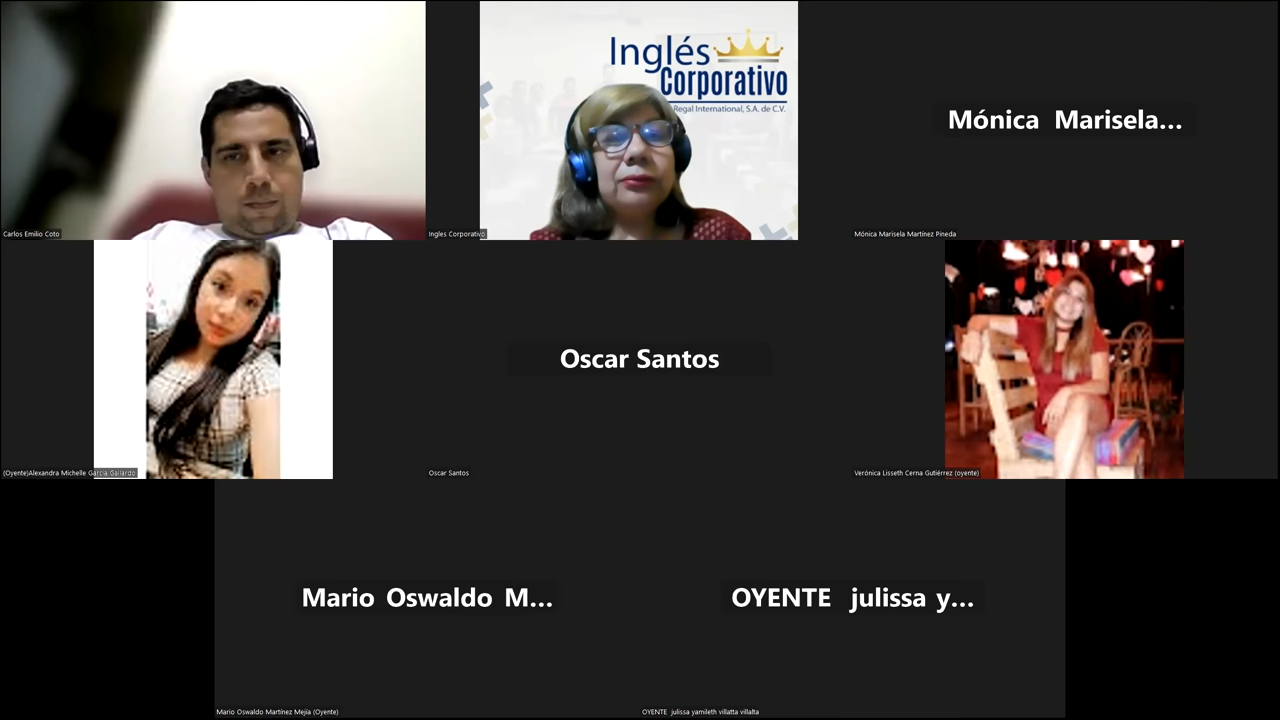 Inglés
Corporativo
Regal International, S.A. de C.V.
Mónica Marisela...
Carlos Emilio Coto
Ingles Corporativo
Mónica Marisela Martínez Pineda
Oscar Santos
(Oyente)Alexandra Michelle Garcia Gallardo
Oscar Santos
Verónica Lisseth Cerna Gutiérrez (oyente)
Mario Oswaldo M...
OYENTE julissa y...
Mario Oswaldo Martínez Mejía (Oyente)
OYENTE julissa yamileth villatta villalta